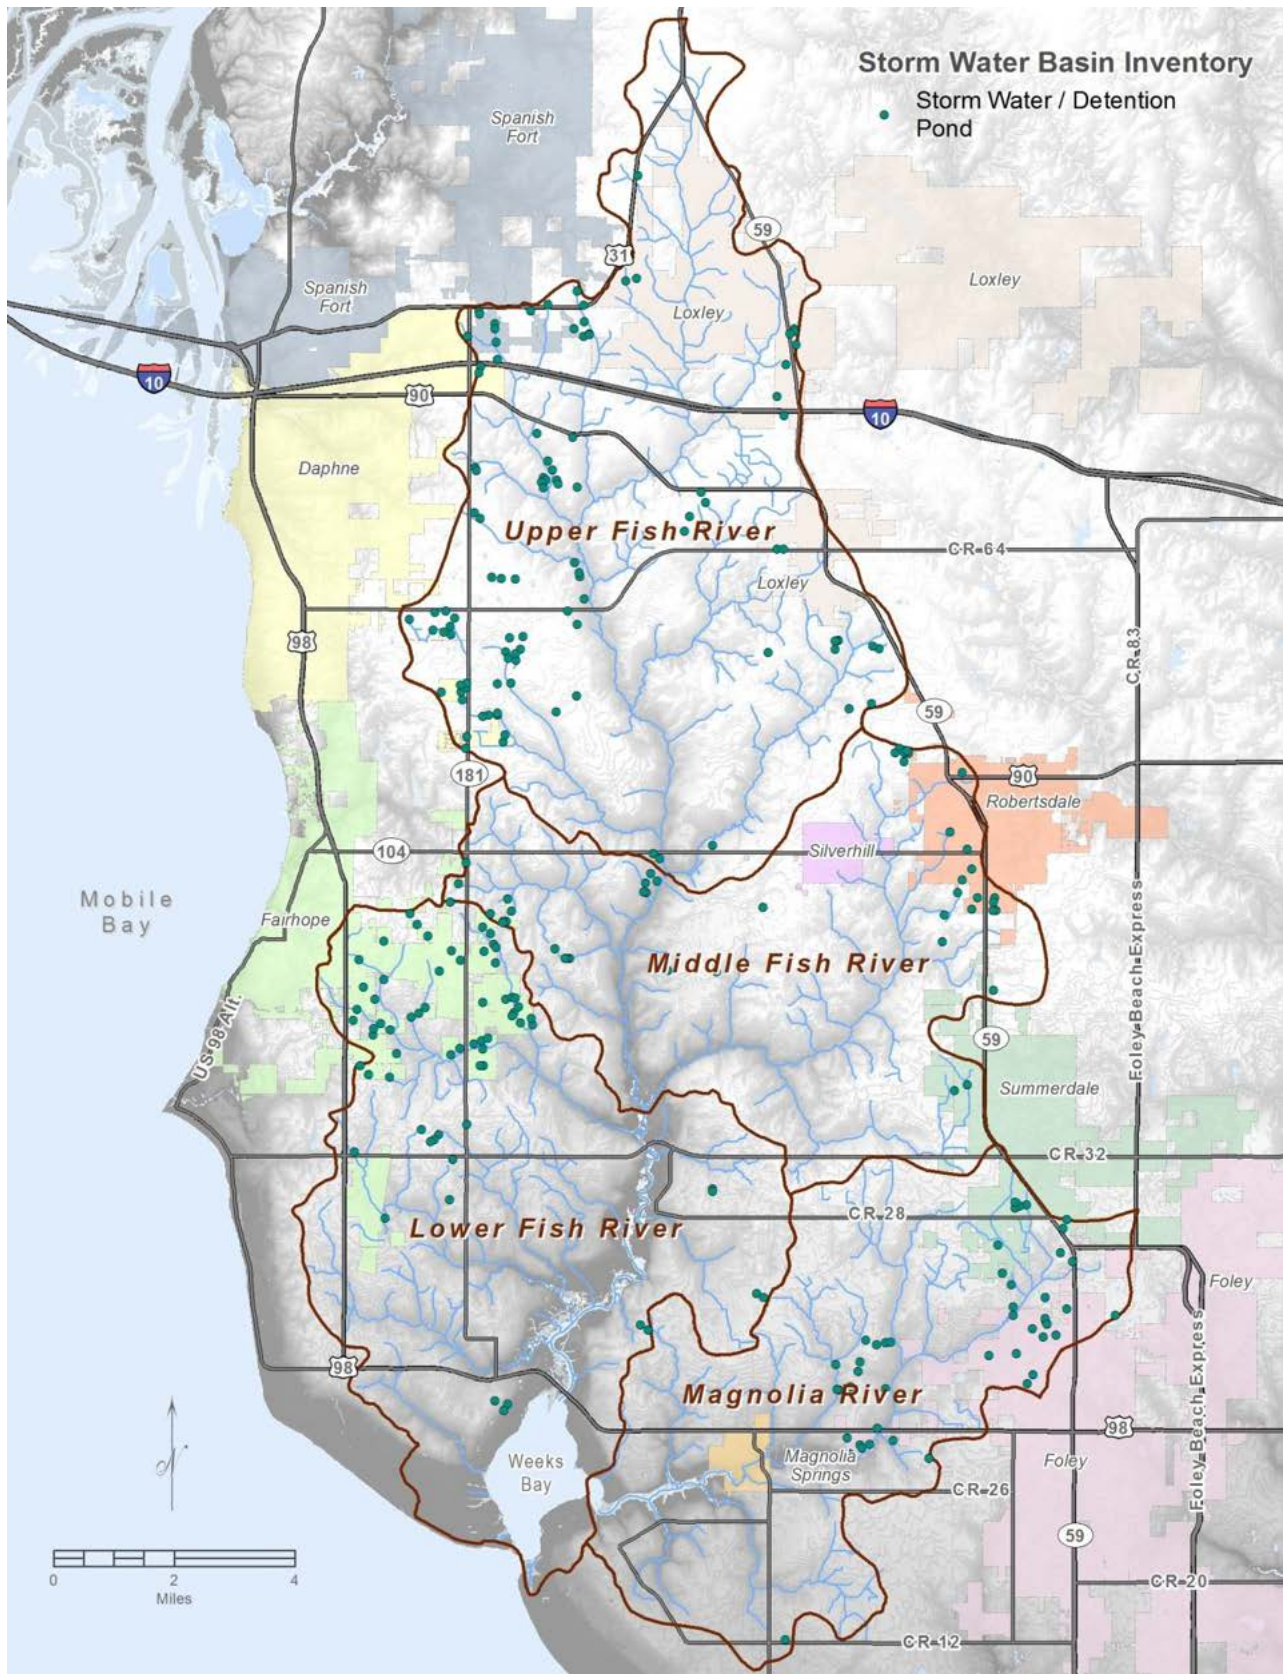 Storm Water Basin Inventory
Storm Water / Detention
Pond
Spanish
Fort
59
31
Loxley
Spanish
Fort
Loxley
10
90
10
Daphne
Upper Fish River
CR 64
Loxley
98
CR 83
59
181
90
Robertsdale
104
Silverhill
Mobile
Bay
Fairhope
Middle Fish River
Foley Beach Express
US 98 Alt.
59
Summerdale
CR 32
CR 28
Lower Fish River
Foley
Foley Beach Express
98
Magnolia River
98
Weeks
Bay
Magnolia
Springs
Foley
CR 26
N
59
0
2
4
Miles
CR 20
CR 12